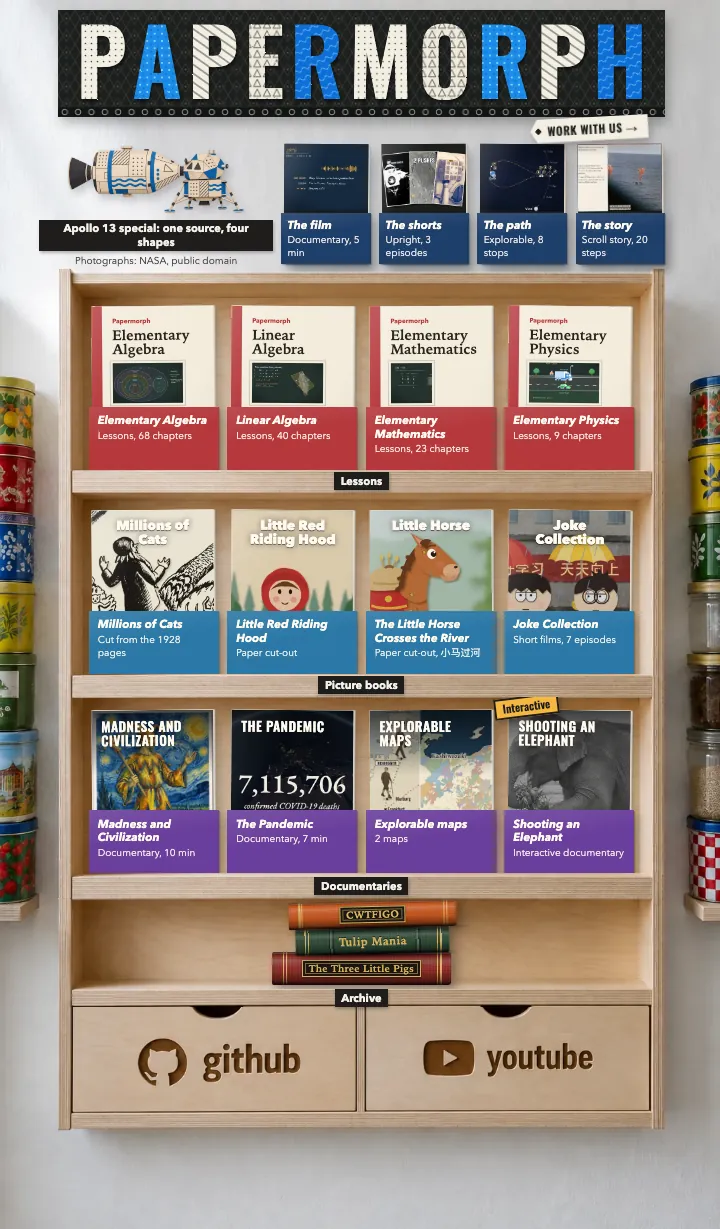 PAPERMORPH
WORK WITH US →
Apollo 13 special: one source, four
shapes
Photographs: NASA, public domain
The film
Documentary, 5
min
The shorts
Upright, 3
episodes
The path
Explorable, 8
stops
The story
Scroll story, 20
steps
Papermorph
Elementary
Algebra
Elementary Algebra
Lessons, 68 chapters
Papermorph
Linear
Algebra
Linear Algebra
Lessons, 40 chapters
Papermorph
Elementary
Mathematics
Elementary
Mathematics
Lessons, 23 chapters
Papermorph
Elementary
Physics
Elementary Physics
Lessons, 9 chapters
Lessons
Millions of
Cats
Millions of Cats
Cut from the 1928
pages
Little Red
Riding Hood
Little Red Riding
Hood
Paper cut-out
Little Horse
The Little Horse
Crosses the River
Paper cut-out, 小马过河
Joke
Collection
学习 天天向上
Joke Collection
Short films, 7 episodes
Picture books
MADNESS AND
CIVILIZATION
Madness and
Civilization
Documentary, 10 min
THE PANDEMIC
7,115,706
confirmed COVID-19 deaths
The Pandemic
Documentary, 7 min
EXPLORABLE
MAPS
Explorable maps
2 maps
Interactive
SHOOTING AN
ELEPHANT
Shooting an
Elephant
Interactive documentary
Documentaries
CWTFIGO
Tulip Mania
The Three Little Pigs
Archive
github
youtube